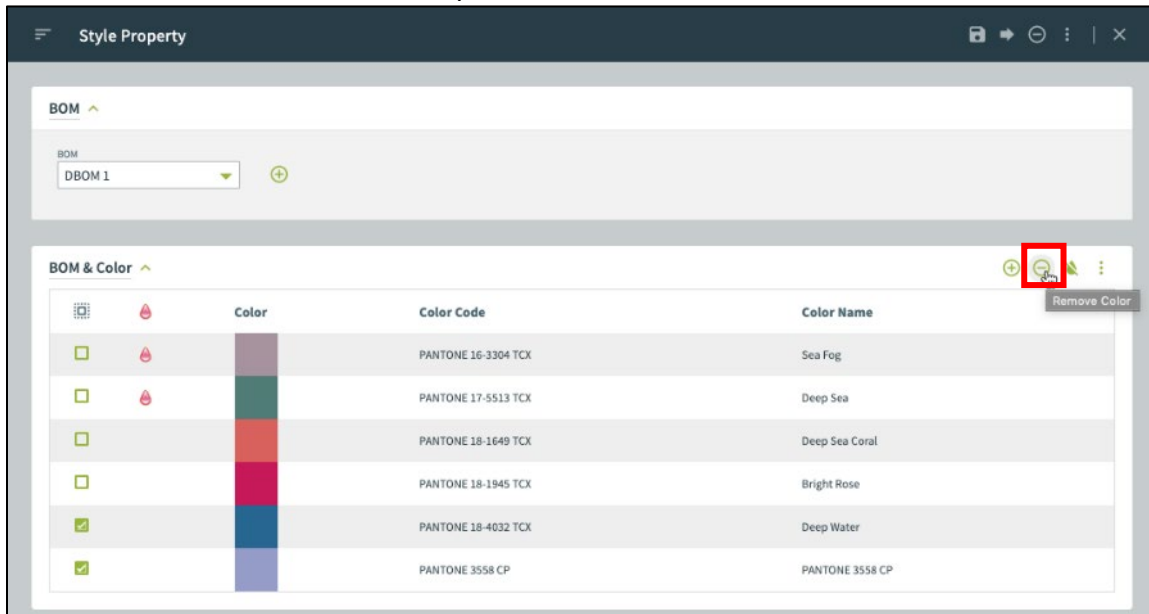 Style Property
BOM
BOM
DBOM 1
BOM & Color
Remove Color
Color Color Code Color Name
PANTONE 16-3304 TCX Sea Fog
PANTONE 17-5513 TCX Deep Sea
PANTONE 18-1649 TCX Deep Sea Coral
PANTONE 18-1945 TCX Bright Rose
PANTONE 18-4032 TCX Deep Water
PANTONE 3558 CP PANTONE 3558 CP